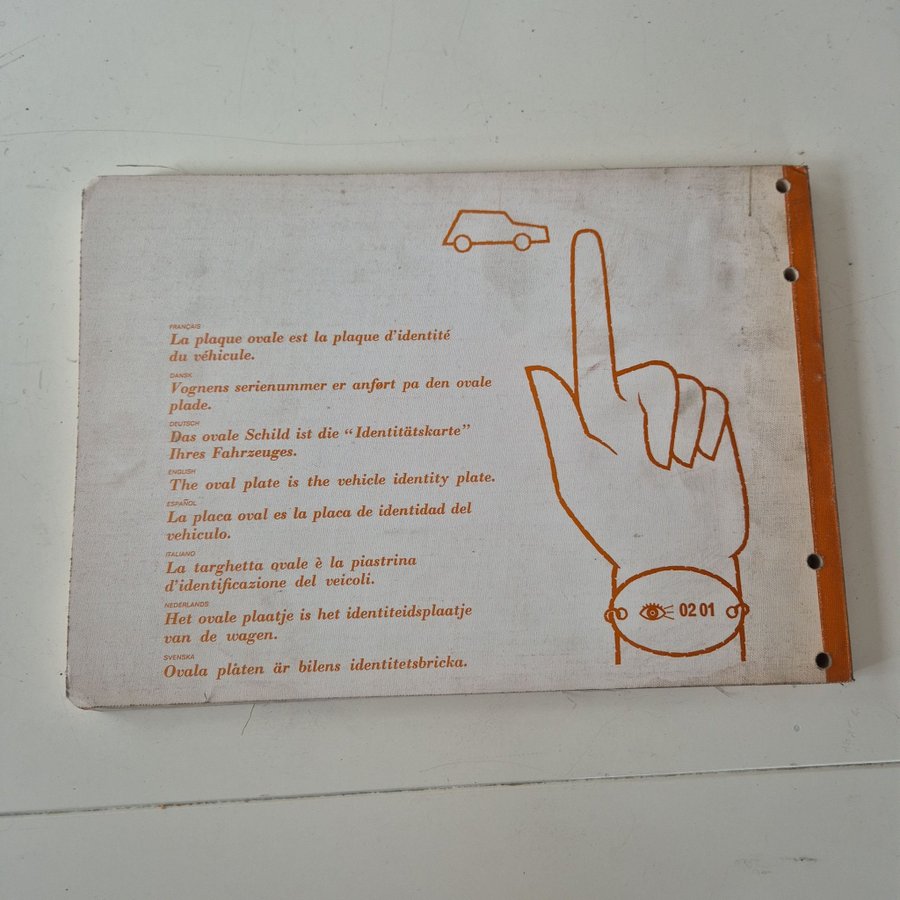 FRANÇAIS
La plaque ovale est la plaque d'identité
du véhicule.
DANSK
Vognens serienummer er anført pa den ovale
plade.
DEUTSCH
Das ovale Schild ist die “Identitätskarte”
Ihres Fahrzeuges.
ENGLISH
The oval plate is the vehicle identity plate.
ESPAÑOL
La placa oval es la placa de identidad del
vehiculo.
ITALIANO
La targhetta ovale è la piastrina
d'identificazione del veicoli.
NEDERLANDS
Het ovale plaatje is het identiteidsplaatje
van de wagen.
SVENSKA
Ovala plåten är bilens identitetsbricka.
02 01